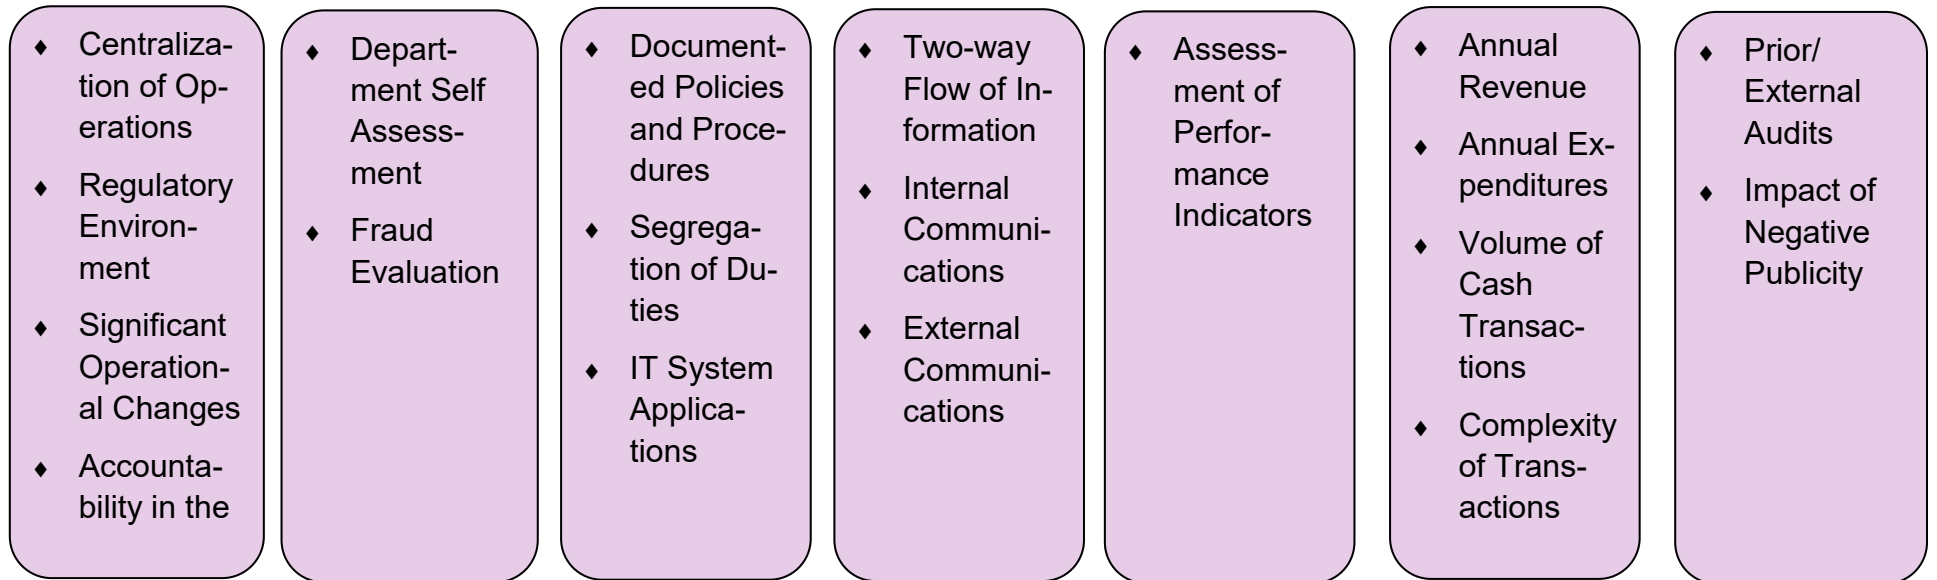 ♦ Centraliza-
tion of Op-
erations
♦ Regulatory
Environ-
ment
♦ Significant
Operation-
al Changes
♦ Accounta-
bility in the
♦ Depart-
ment Self
Assess-
ment
♦ Fraud
Evaluation
♦ Document-
ed Policies
and Proce-
dures
♦ Segrega-
tion of Du-
ties
♦ IT System
Applica-
tions
♦ Two-way
Flow of In-
formation
♦ Internal
Communi-
cations
♦ External
Communi-
cations
♦ Assess-
ment of
Perfor-
mance
Indicators
♦ Annual
Revenue
♦ Annual Ex-
penditures
♦ Volume of
Cash
Transac-
tions
♦ Complexity
of Trans-
actions
♦ Prior/
External
Audits
♦ Impact of
Negative
Publicity